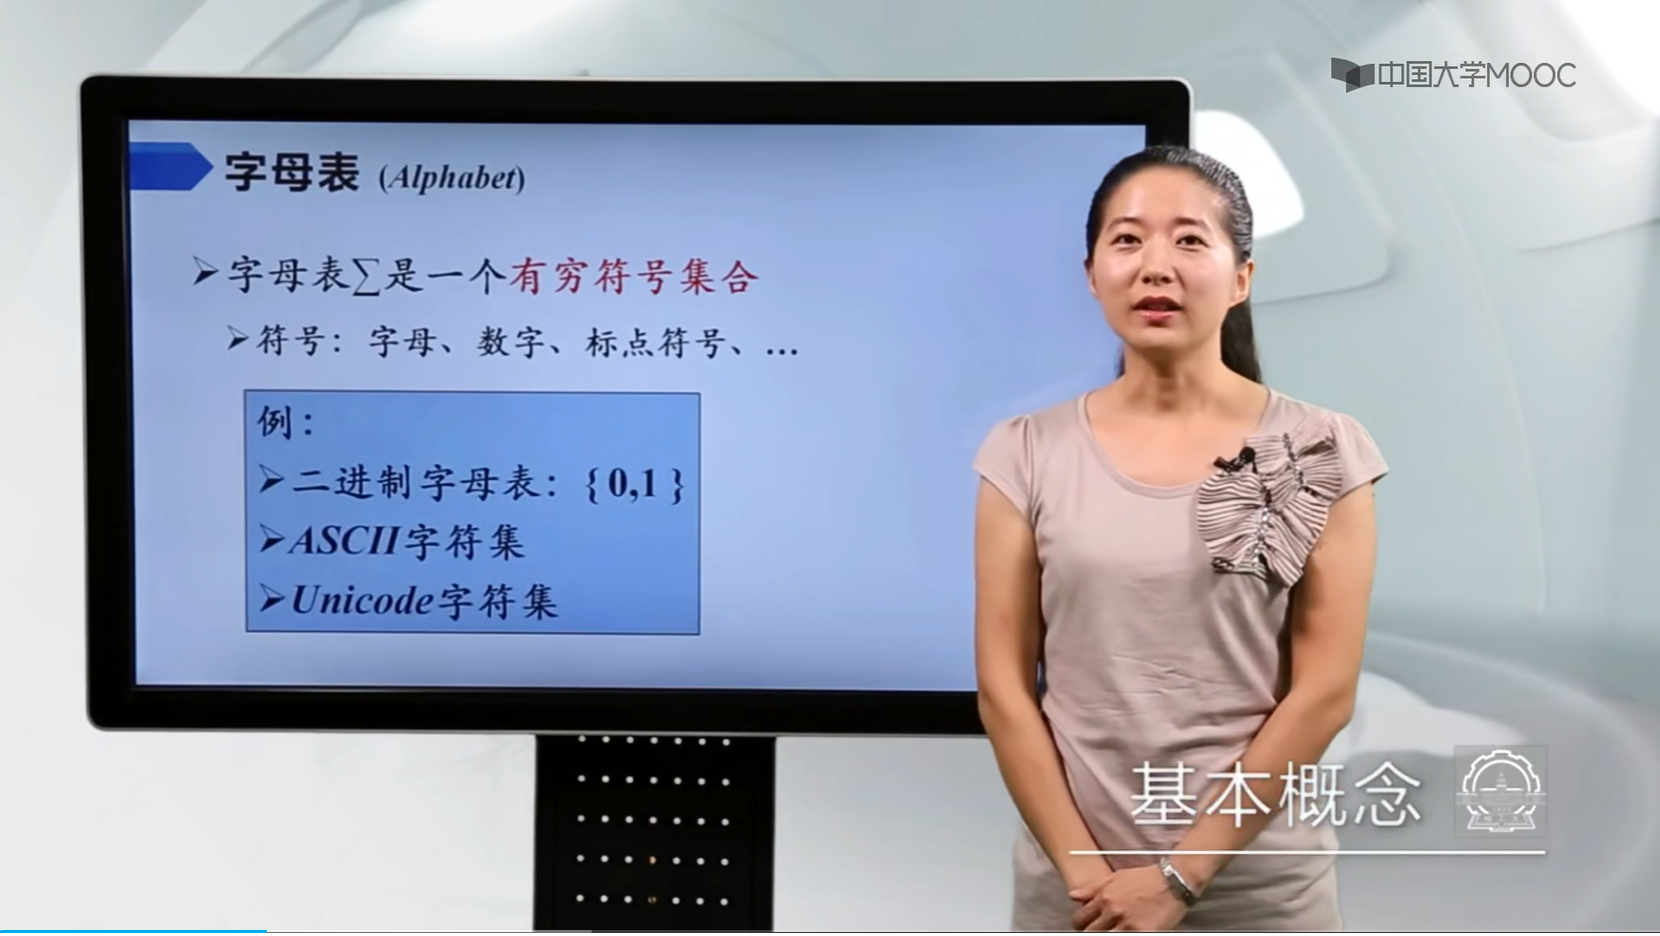 中国大学MOOC
字母表 (Alphabet)
➢字母表∑是一个有穷符号集合
➢符号：字母、数字、标点符号、…
例：
➢二进制字母表：{ 0,1 }
➢ASCII字符集
➢Unicode字符集
基本概念